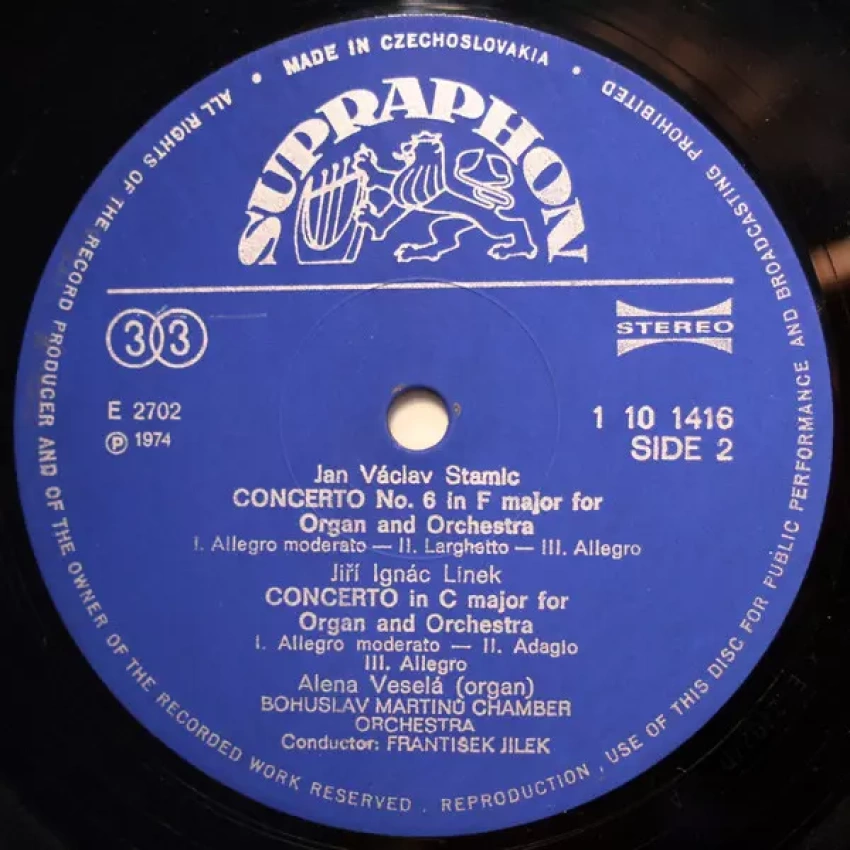 MADE IN CZECHOSLOVAKIA • ALL RIGHTS OF THE RECORD PRODUCER AND OF THE OWNER OF THE RECORDED WORK RESERVED . REPRODUCTION , USE OF THIS DISC FOR PUBLIC PERFORMANCE AND BROADCASTING PROHIBITED •
SUPRAPHON
33
STEREO
E 2702
℗ 1974
1 10 1416
SIDE 2
Jan Václav Stamic
CONCERTO No. 6 in F major for
Organ and Orchestra
I. Allegro moderato — II. Larghetto — III. Allegro
Jiří Ignác Linek
CONCERTO in C major for
Organ and Orchestra
I. Allegro moderato — II. Adagio
III. Allegro
Alena Veselá (organ)
BOHUSLAV MARTINŮ CHAMBER
ORCHESTRA
Conductor: FRANTIŠEK JILEK